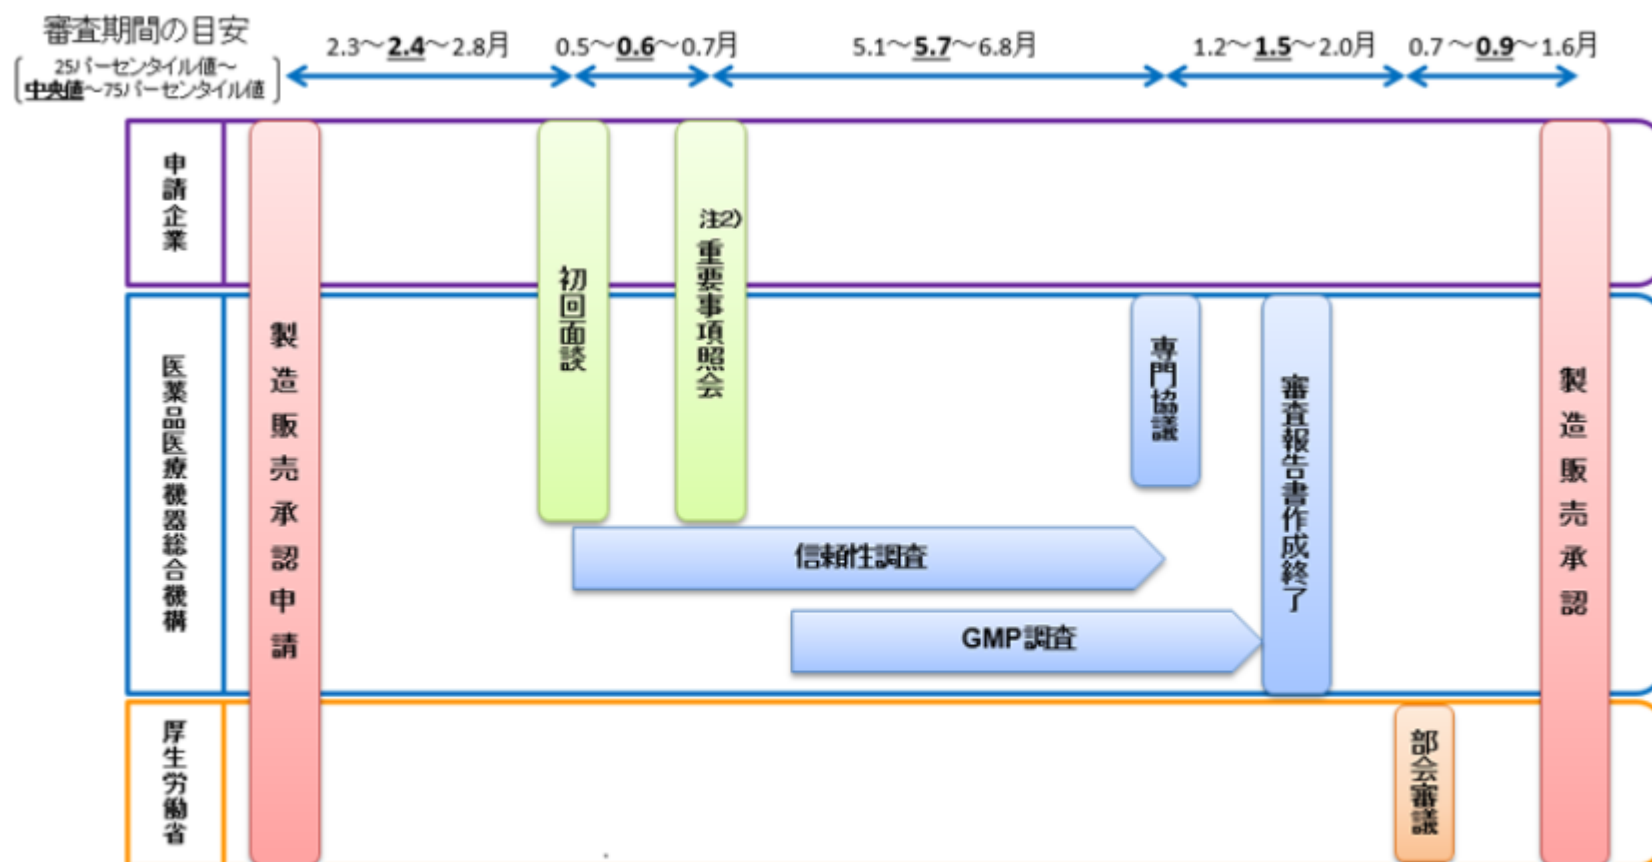 審査期間の目安
25パーセンタイル値～
中央値～75パーセンタイル値
2.3～2.4～2.8月
0.5～0.6～0.7月
5.1～5.7～6.8月
1.2～1.5～2.0月
0.7～0.9～1.6月
申請企業
医薬品医療機器総合機構
厚生労働省
製造販売承認申請
初回面談
注2)
重要事項照会
信頼性調査
GMP調査
専門協議
審査報告書作成終了
部会審議
製造販売承認